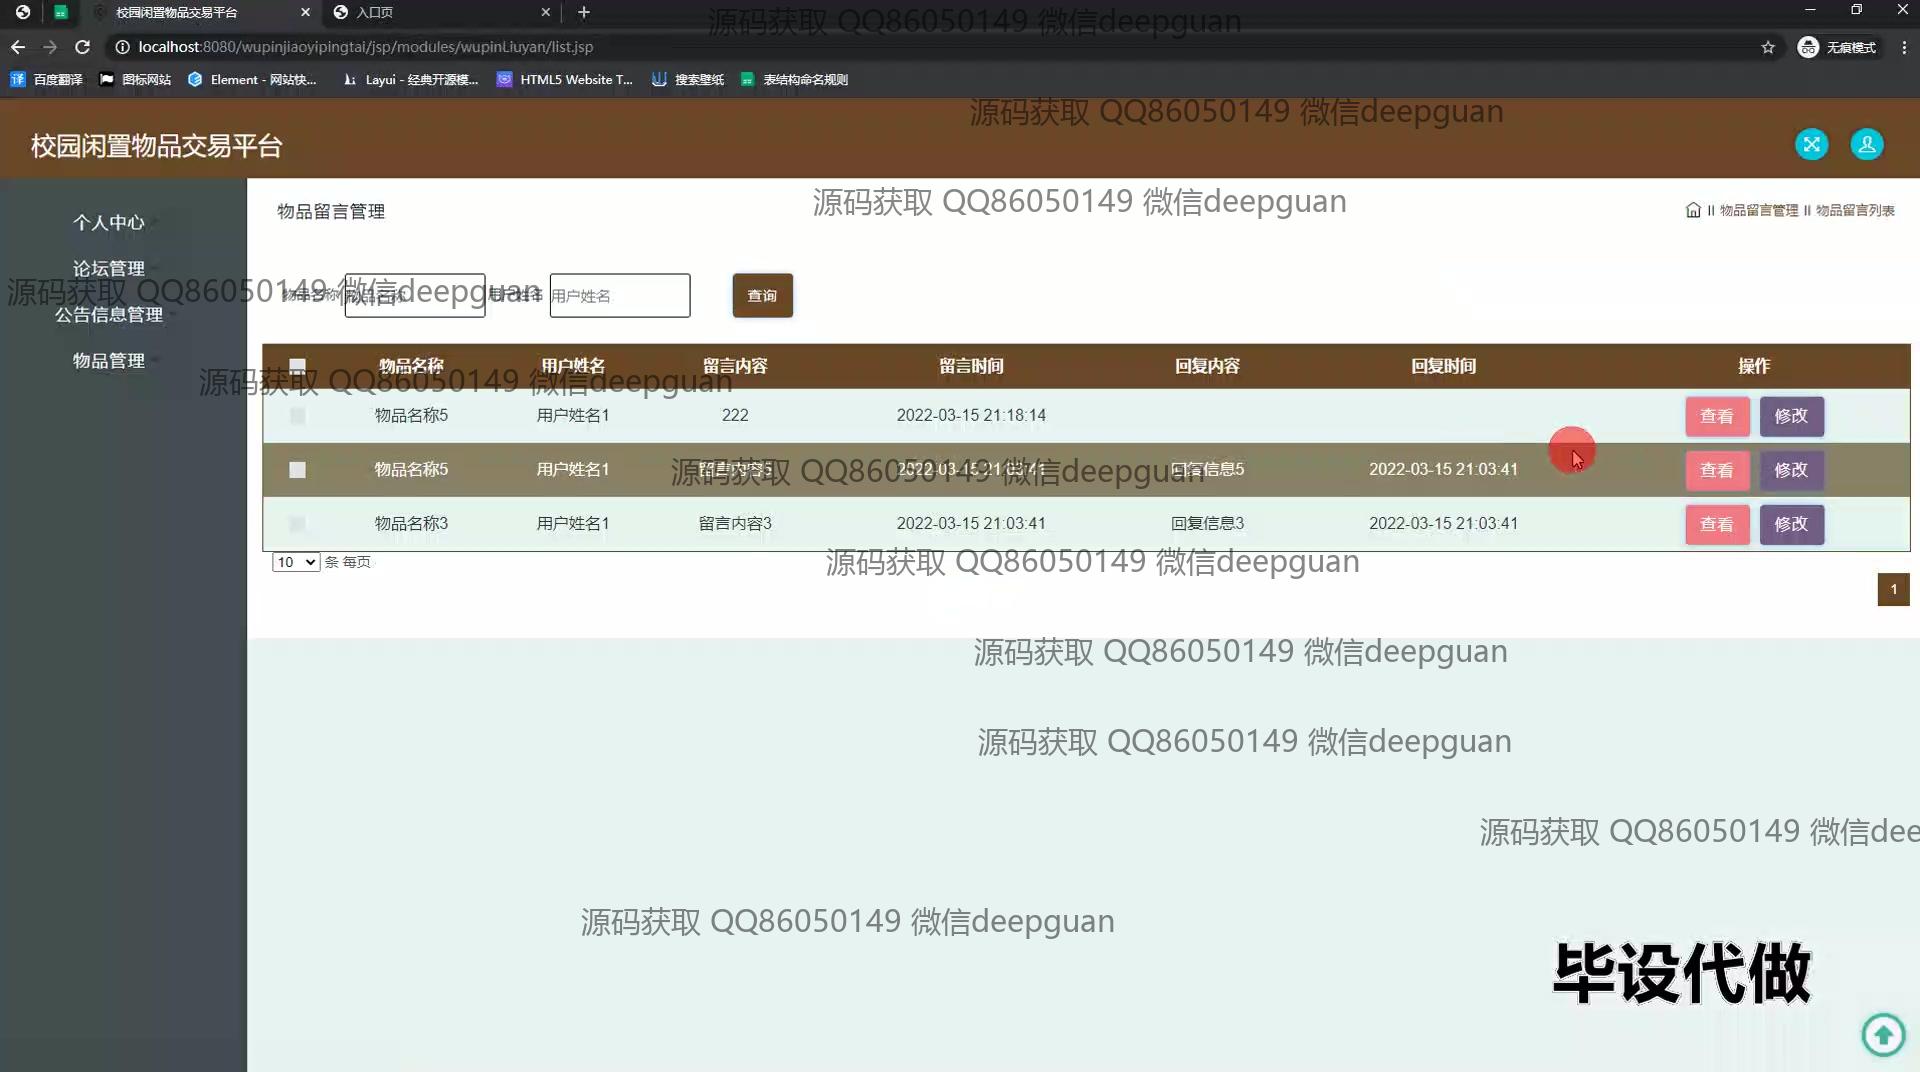 校园闲置物品交易平台
入口页
源码获取 QQ86050149 微信deepguan
localhost:8080/wupinjiaoyipingtai/jsp/modules/wupinLiuyan/list.jsp
无痕模式
百度翻译 图标网站 Element - 网站快... Layui - 经典开源模... HTML5 Website T... 搜索壁纸 表结构命名规则
源码获取 QQ86050149 微信deepguan
校园闲置物品交易平台
源码获取 QQ86050149 微信deepguan
物品留言管理
物品留言管理 物品留言列表
个人中心
论坛管理
公告信息管理
物品管理
源码获取 QQ86050149 微信deepguan
物品名称 物品名称 用户姓名 用户姓名 查询
物品名称 用户姓名 留言内容 留言时间 回复内容 回复时间 操作
源码获取 QQ86050149 微信deepguan
物品名称5 用户姓名1 222 2022-03-15 21:18:14 查看 修改
物品名称5 用户姓名1 留言内容5 2022-03-15 21:03:41 回复信息5 2022-03-15 21:03:41 查看 修改
源码获取 QQ86050149 微信deepguan
物品名称3 用户姓名1 留言内容3 2022-03-15 21:03:41 回复信息3 2022-03-15 21:03:41 查看 修改
10 条 每页
源码获取 QQ86050149 微信deepguan
1
源码获取 QQ86050149 微信deepguan
源码获取 QQ86050149 微信deepguan
源码获取 QQ86050149 微信dee
源码获取 QQ86050149 微信deepguan
毕设代做